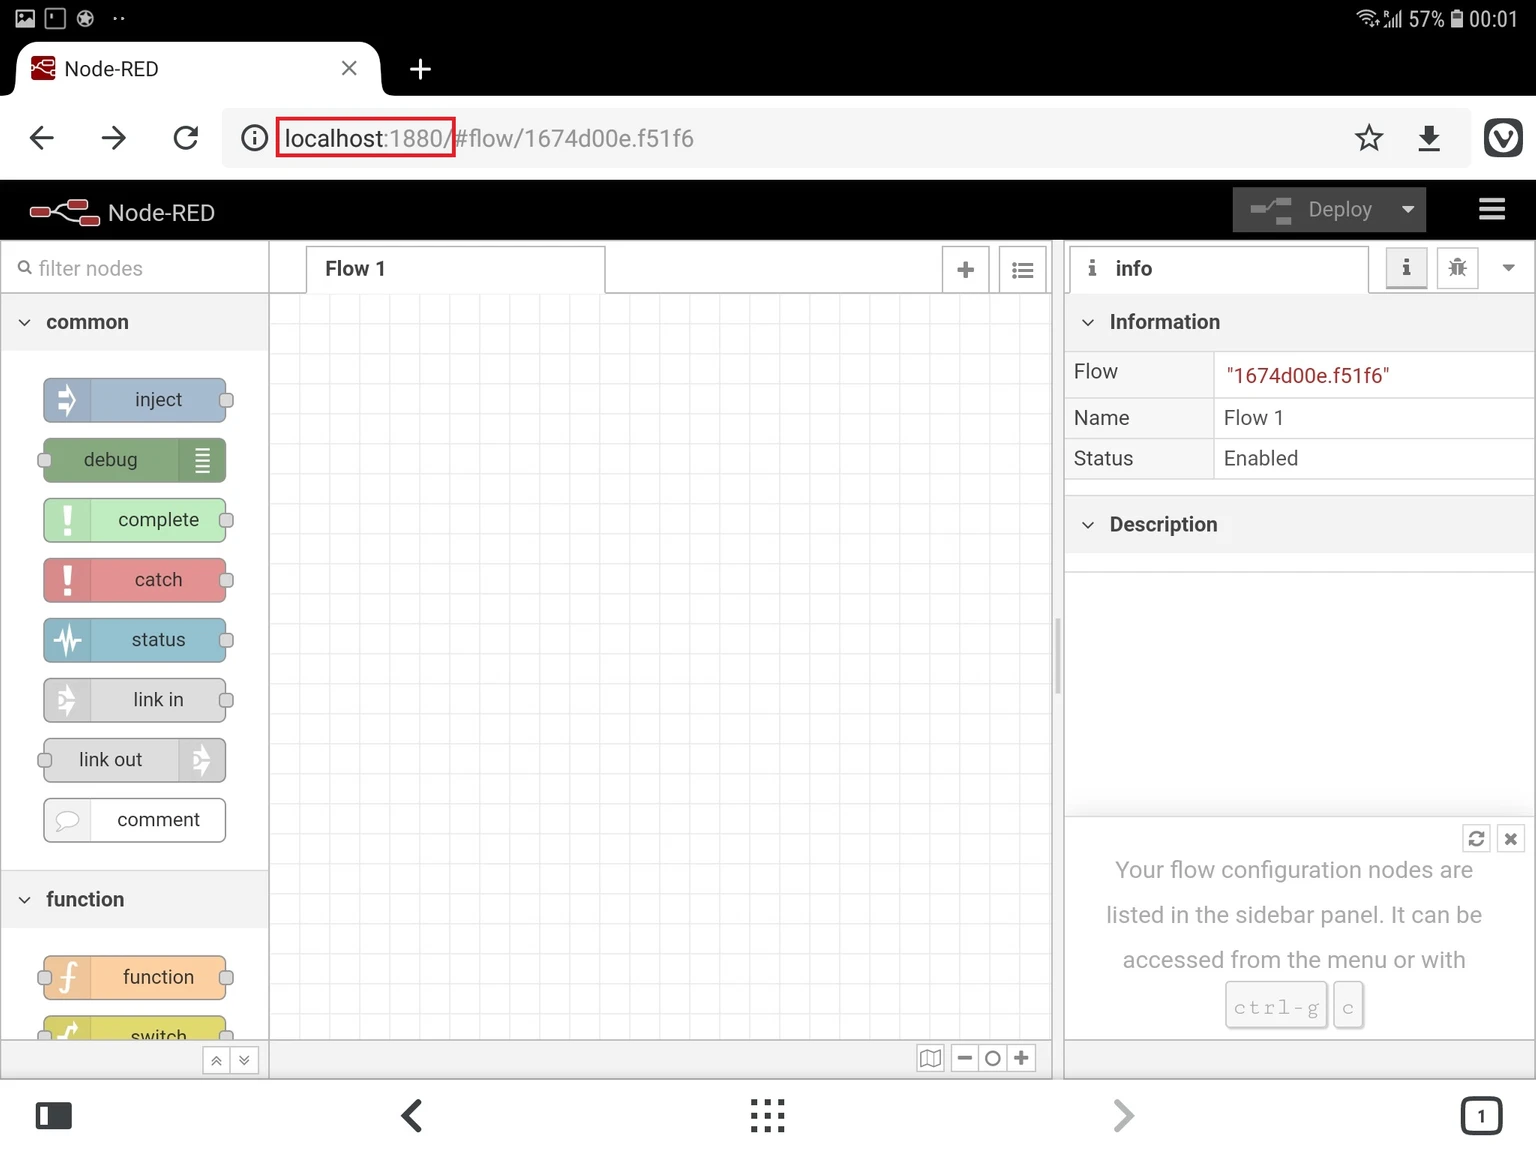 57% 00:01
Node-RED
localhost:1880/#flow/1674d00e.f51f6
Node-RED
Deploy
filter nodes
Flow 1
info
common
inject
debug
complete
catch
status
link in
link out
comment
function
function
switch
Information
Flow "1674d00e.f51f6"
Name Flow 1
Status Enabled
Description
Your flow configuration nodes are
listed in the sidebar panel. It can be
accessed from the menu or with
ctrl-g c
1